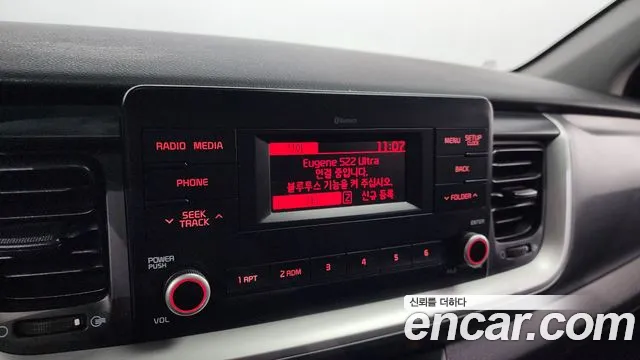 Bluetooth
RADIO MEDIA
11:07
MENU SETUP CLOCK
Eugene S22 Ultra
연결 중입니다.
블루투스 기능을 켜 주십시오.
2 신규 등록
PHONE
BACK
SEEK TRACK
FOLDER
POWER PUSH
ENTER
1 RPT 2 RDM 3 4 5 6
VOL
신뢰를 더하다
encar.com